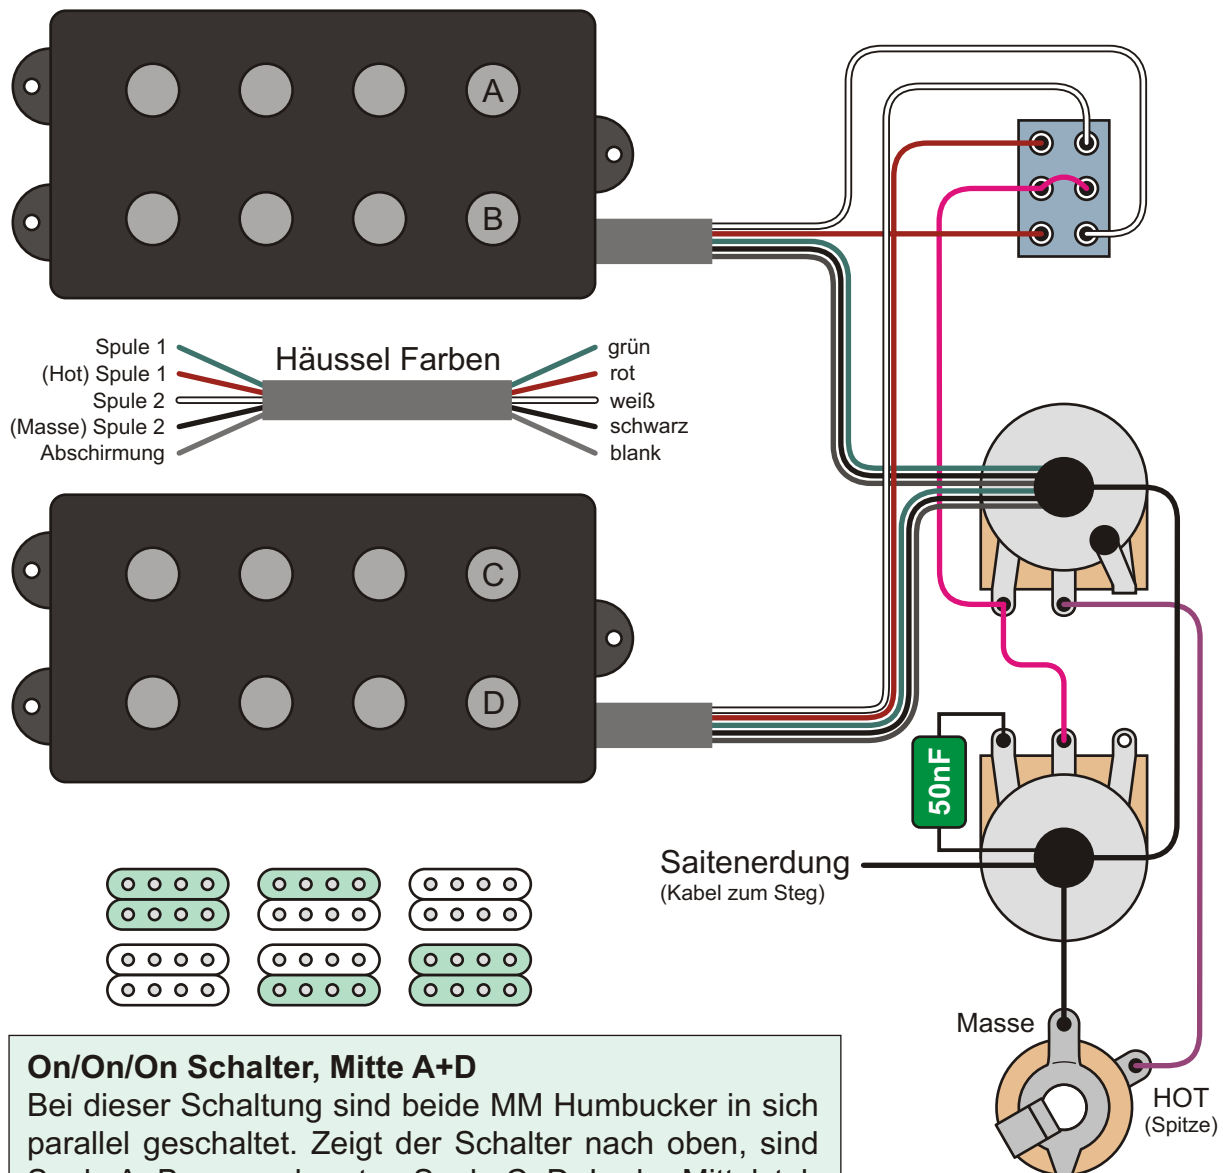 A
B
Häussel Farben
Spule 1
(Hot) Spule 1
Spule 2
(Masse) Spule 2
Abschirmung
grün
rot
weiß
schwarz
blank
C
D
50nF
Saitenerdung
(Kabel zum Steg)
Masse
HOT
(Spitze)
On/On/On Schalter, Mitte A+D
Bei dieser Schaltung sind beide MM Humbucker in sich
parallel geschaltet. Zeigt der Schalter nach oben, sind